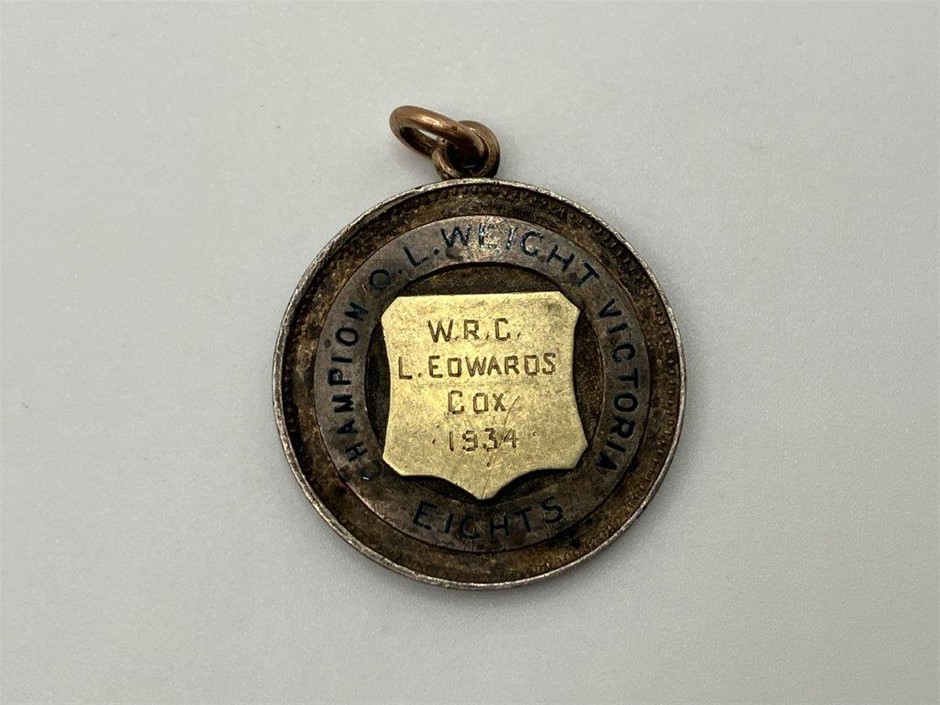 CHAMPION O.L.WEIGHT VICTORIA
EIGHTS
W.R.C.
L.EDWARDS
COX
·1934·